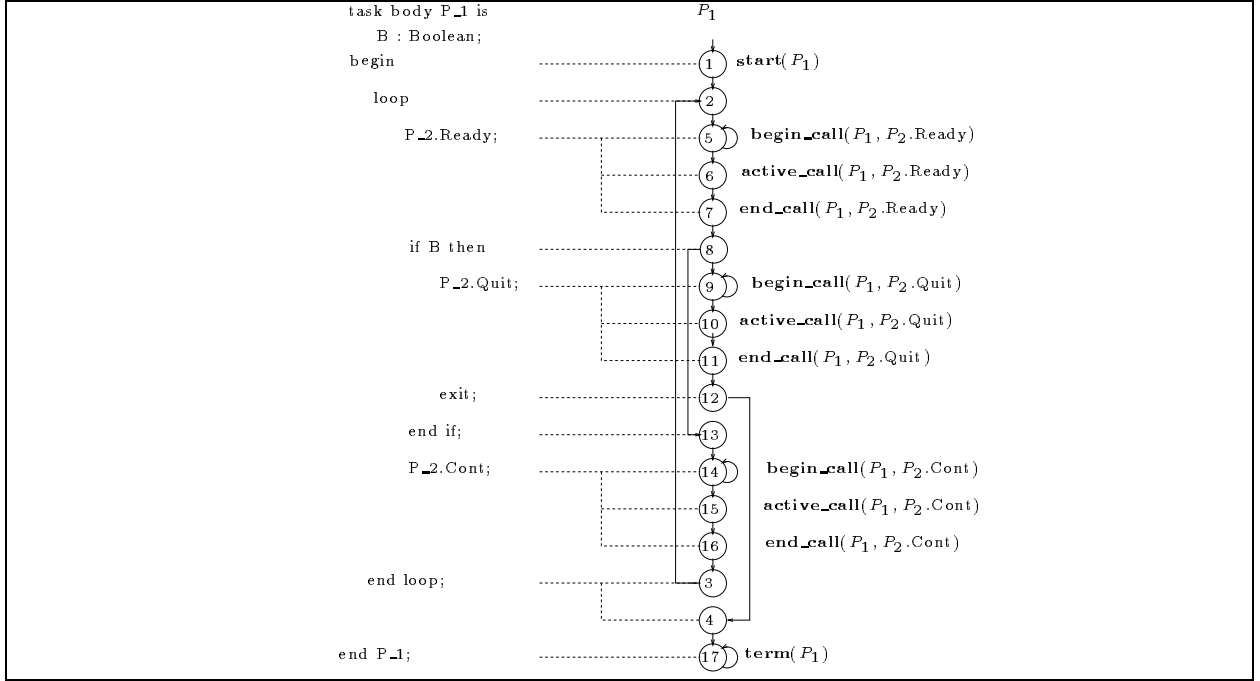 task body P_1 is P1
B : Boolean;
begin 1 start(P1)
loop 2
P_2.Ready; 5 begin_call(P1, P2.Ready)
6 active_call(P1, P2.Ready)
7 end_call(P1, P2.Ready)
if B then 8
P_2.Quit; 9 begin_call(P1, P2.Quit)
10 active_call(P1, P2.Quit)
11 end_call(P1, P2.Quit)
exit; 12
end if; 13
P_2.Cont; 14 begin_call(P1, P2.Cont)
15 active_call(P1, P2.Cont)
16 end_call(P1, P2.Cont)
end loop; 3
4
end P_1; 17 term(P1)